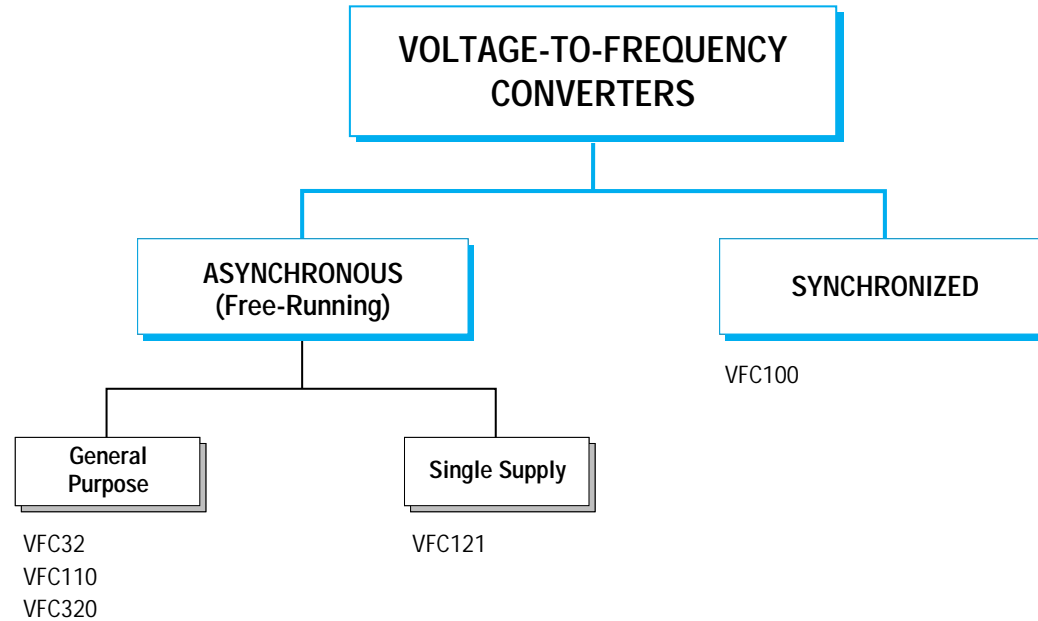 VOLTAGE-TO-FREQUENCY
CONVERTERS
ASYNCHRONOUS
(Free-Running)
SYNCHRONIZED
VFC100
General
Purpose
Single Supply
VFC32
VFC110
VFC320
VFC121